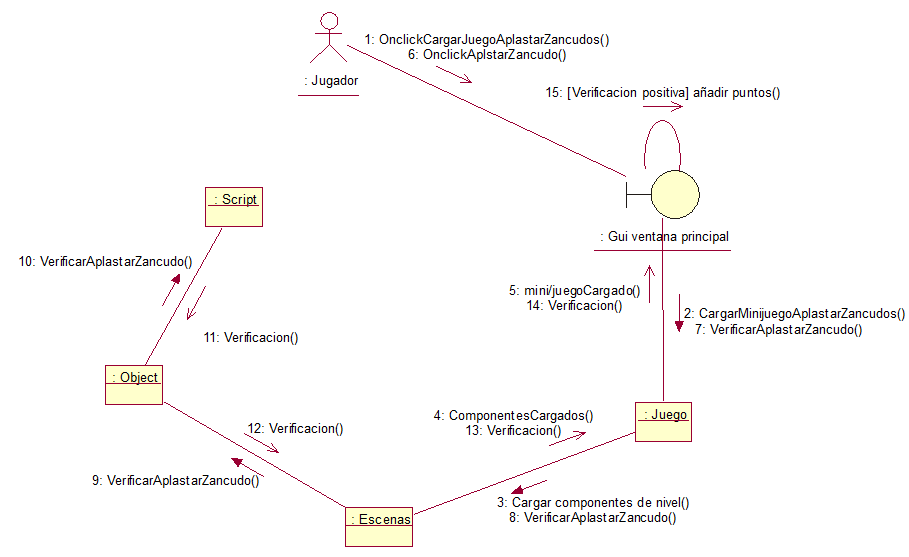 1: OnclickCargarJuegoAplastarZancudos()
6: OnclickAplstarZancudo()
: Jugador
15: [Verificacion positiva] añadir puntos()
: Script
: Gui ventana principal
10: VerificarAplastarZancudo()
5: mini/juegoCargado()
14: Verificacion()
2: CargarMinijuegoAplastarZancudos()
7: VerificarAplastarZancudo()
11: Verificacion()
: Object
4: ComponentesCargados()
13: Verificacion()
: Juego
12: Verificacion()
9: VerificarAplastarZancudo()
3: Cargar componentes de nivel()
8: VerificarAplastarZancudo()
: Escenas